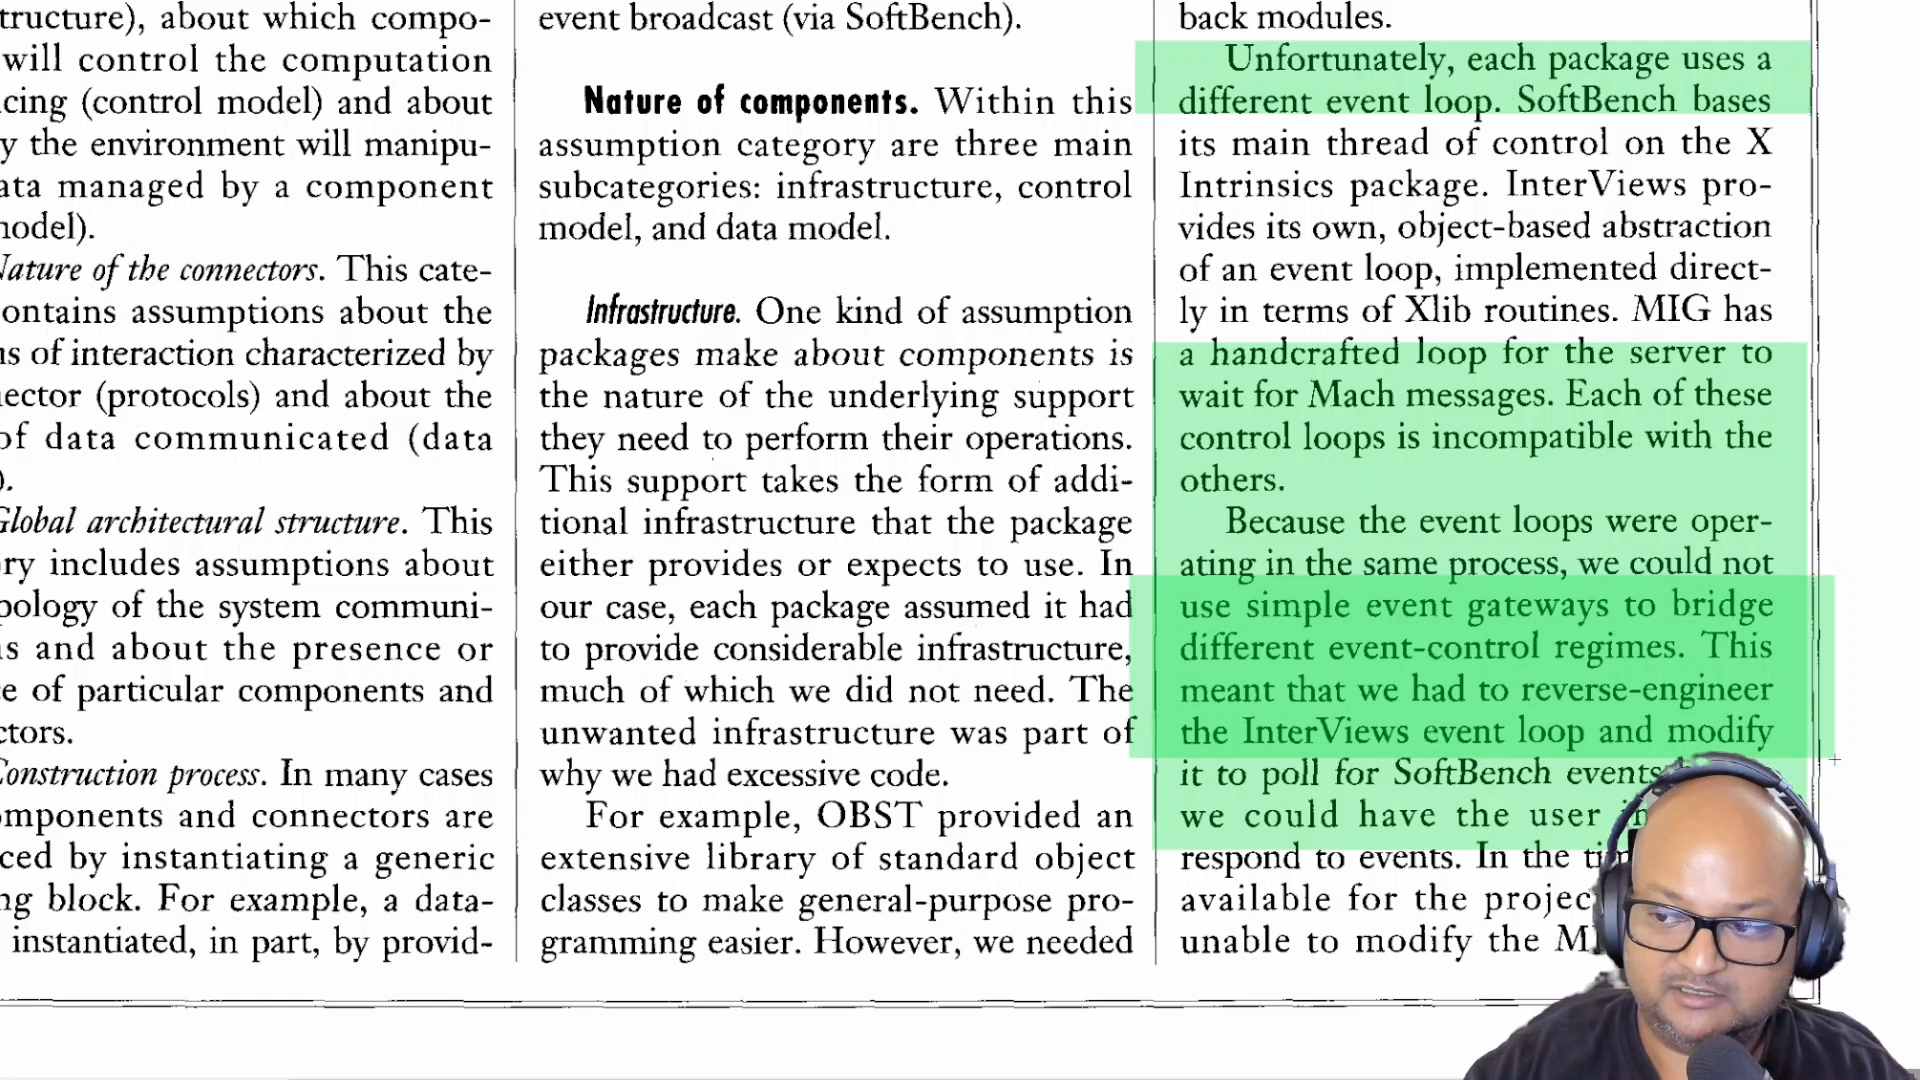 tructure), about which compo-
will control the computation
cing (control model) and about
y the environment will manipu-
ata managed by a component
nodel).
Nature of the connectors. This cate-
ontains assumptions about the
ns of interaction characterized by
nector (protocols) and about the
of data communicated (data
).
Global architectural structure. This
ry includes assumptions about
pology of the system communi-
ns and about the presence or
ce of particular components and
ctors.
Construction process. In many cases
omponents and connectors are
ced by instantiating a generic
ng block. For example, a data-
instantiated, in part, by provid-
event broadcast (via SoftBench).
Nature of components. Within this
assumption category are three main
subcategories: infrastructure, control
model, and data model.
Infrastructure. One kind of assumption
packages make about components is
the nature of the underlying support
they need to perform their operations.
This support takes the form of addi-
tional infrastructure that the package
either provides or expects to use. In
our case, each package assumed it had
to provide considerable infrastructure,
much of which we did not need. The
unwanted infrastructure was part of
why we had excessive code.
For example, OBST provided an
extensive library of standard object
classes to make general-purpose pro-
gramming easier. However, we needed
back modules.
Unfortunately, each package uses a
different event loop. SoftBench bases
its main thread of control on the X
Intrinsics package. InterViews pro-
vides its own, object-based abstraction
of an event loop, implemented direct-
ly in terms of Xlib routines. MIG has
a handcrafted loop for the server to
wait for Mach messages. Each of these
control loops is incompatible with the
others.
Because the event loops were oper-
ating in the same process, we could not
use simple event gateways to bridge
different event-control regimes. This
meant that we had to reverse-engineer
the InterViews event loop and modify
it to poll for SoftBench events
we could have the user
respond to events. In the
available for the projec
unable to modify the